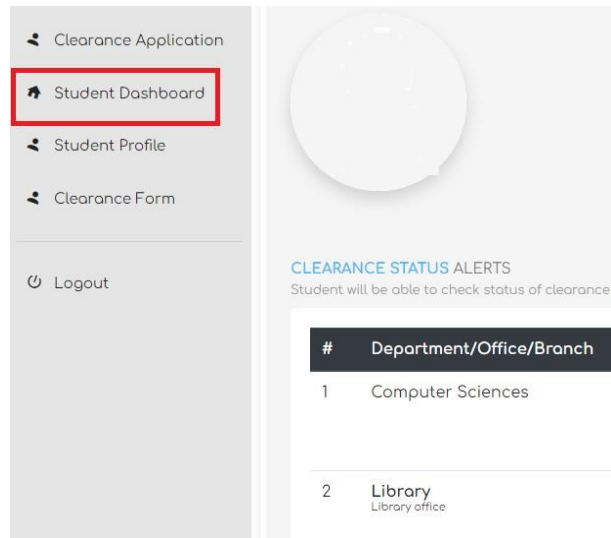 Clearance Application
Student Dashboard
Student Profile
Clearance Form
Logout
CLEARANCE STATUS ALERTS
Student will be able to check status of clearance
# Department/Office/Branch
1 Computer Sciences
2 Library
Library office